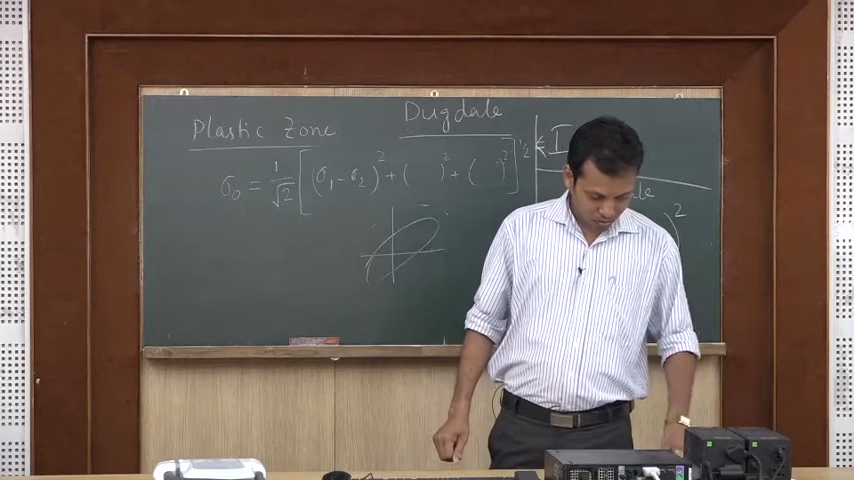 Plastic zone
Dugdale
σ₀ = 1/√2 [(σ₁-σ₂)² + ( )² + ( )²]^1/2